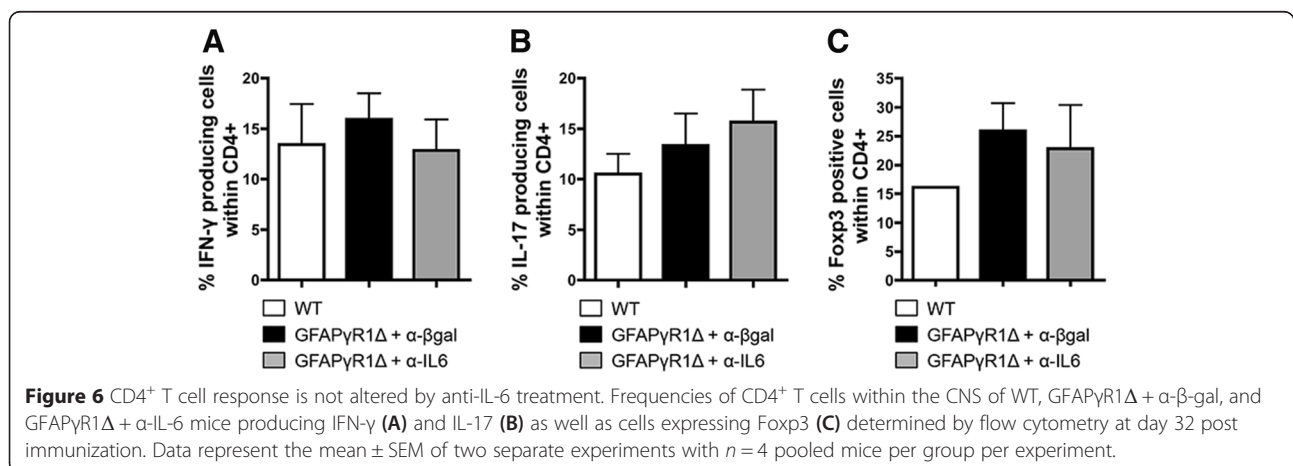 A
B
C
% IFN-γ producing cells
within CD4+
20
15
10
5
0
% IL-17 producing cells
within CD4+
20
15
10
5
0
% Foxp3 positive cells
within CD4+
35
30
25
20
15
10
5
0
WT
GFAPγR1Δ + α-βgal
GFAPγR1Δ + α-IL6
WT
GFAPγR1Δ + α-βgal
GFAPγR1Δ + α-IL6
WT
GFAPγR1Δ + α-βgal
GFAPγR1Δ + α-IL6
Figure 6 CD4⁺ T cell response is not altered by anti-IL-6 treatment. Frequencies of CD4⁺ T cells within the CNS of WT, GFAPγR1Δ + α-β-gal, and
GFAPγR1Δ + α-IL-6 mice producing IFN-γ (A) and IL-17 (B) as well as cells expressing Foxp3 (C) determined by flow cytometry at day 32 post
immunization. Data represent the mean ± SEM of two separate experiments with n = 4 pooled mice per group per experiment.